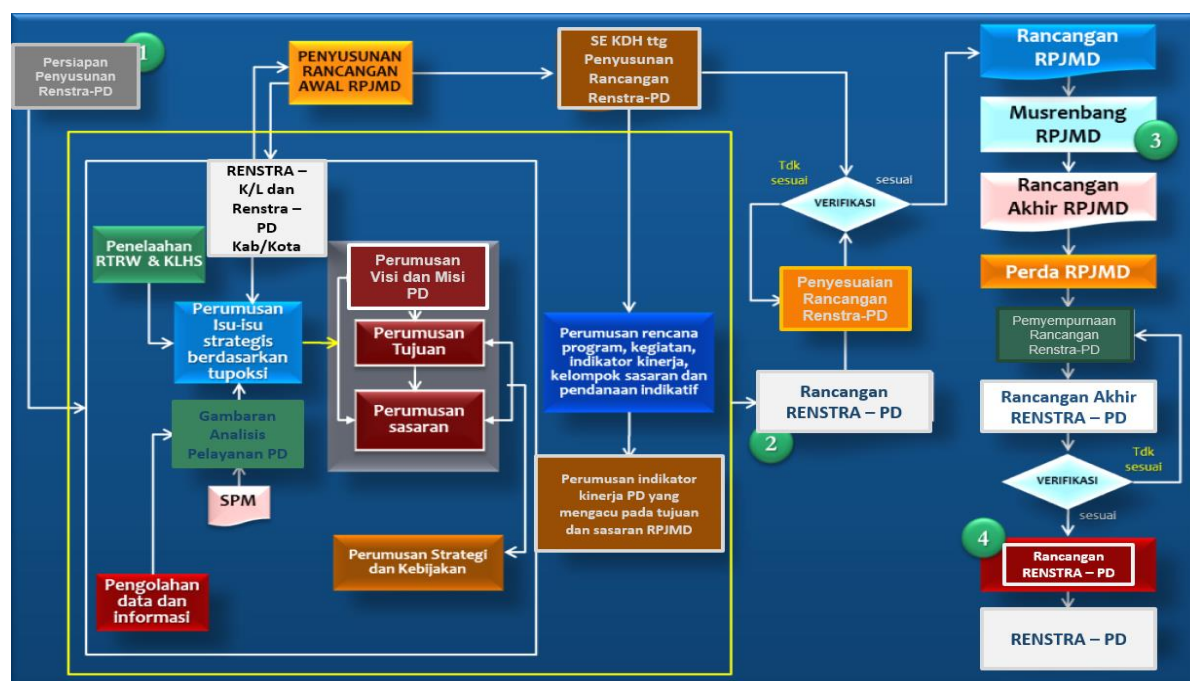 1
Persiapan
Penyusunan
Renstra-PD
PENYUSUNAN
RANCANGAN
AWAL RPJMD
SE KDH ttg
Penyusunan
Rancangan
Renstra-PD
RENSTRA –
K/L dan
Renstra –
PD
Kab/Kota
Penelaahan
RTRW & KLHS
Perumusan
Isu-isu
strategis
berdasarkan
tupoksi
Gambaran
Analisis
Pelayanan PD
SPM
Pengolahan
data dan
informasi
Perumusan
Visi dan Misi
PD
Perumusan
Tujuan
Perumusan
sasaran
Perumusan Strategi
dan Kebijakan
Perumusan rencana
program, kegiatan,
indikator kinerja,
kelompok sasaran dan
pendanaan indikatif
Perumusan indikator
kinerja PD yang
mengacu pada tujuan
dan sasaran RPJMD
Tdk
sesuai
sesuai
VERIFIKASI
Penyesuaian
Rancangan
Renstra-PD
Rancangan
RENSTRA – PD
2
Rancangan
RPJMD
Musrenbang
RPJMD
3
Rancangan
Akhir RPJMD
Perda RPJMD
Pemyempurnaan
Rancangan
Renstra-PD
Rancangan Akhir
RENSTRA – PD
Tdk
sesuai
VERIFIKASI
sesuai
4
Rancangan
RENSTRA – PD
RENSTRA – PD